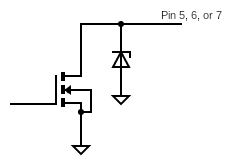 Pin 5, 6, or 7